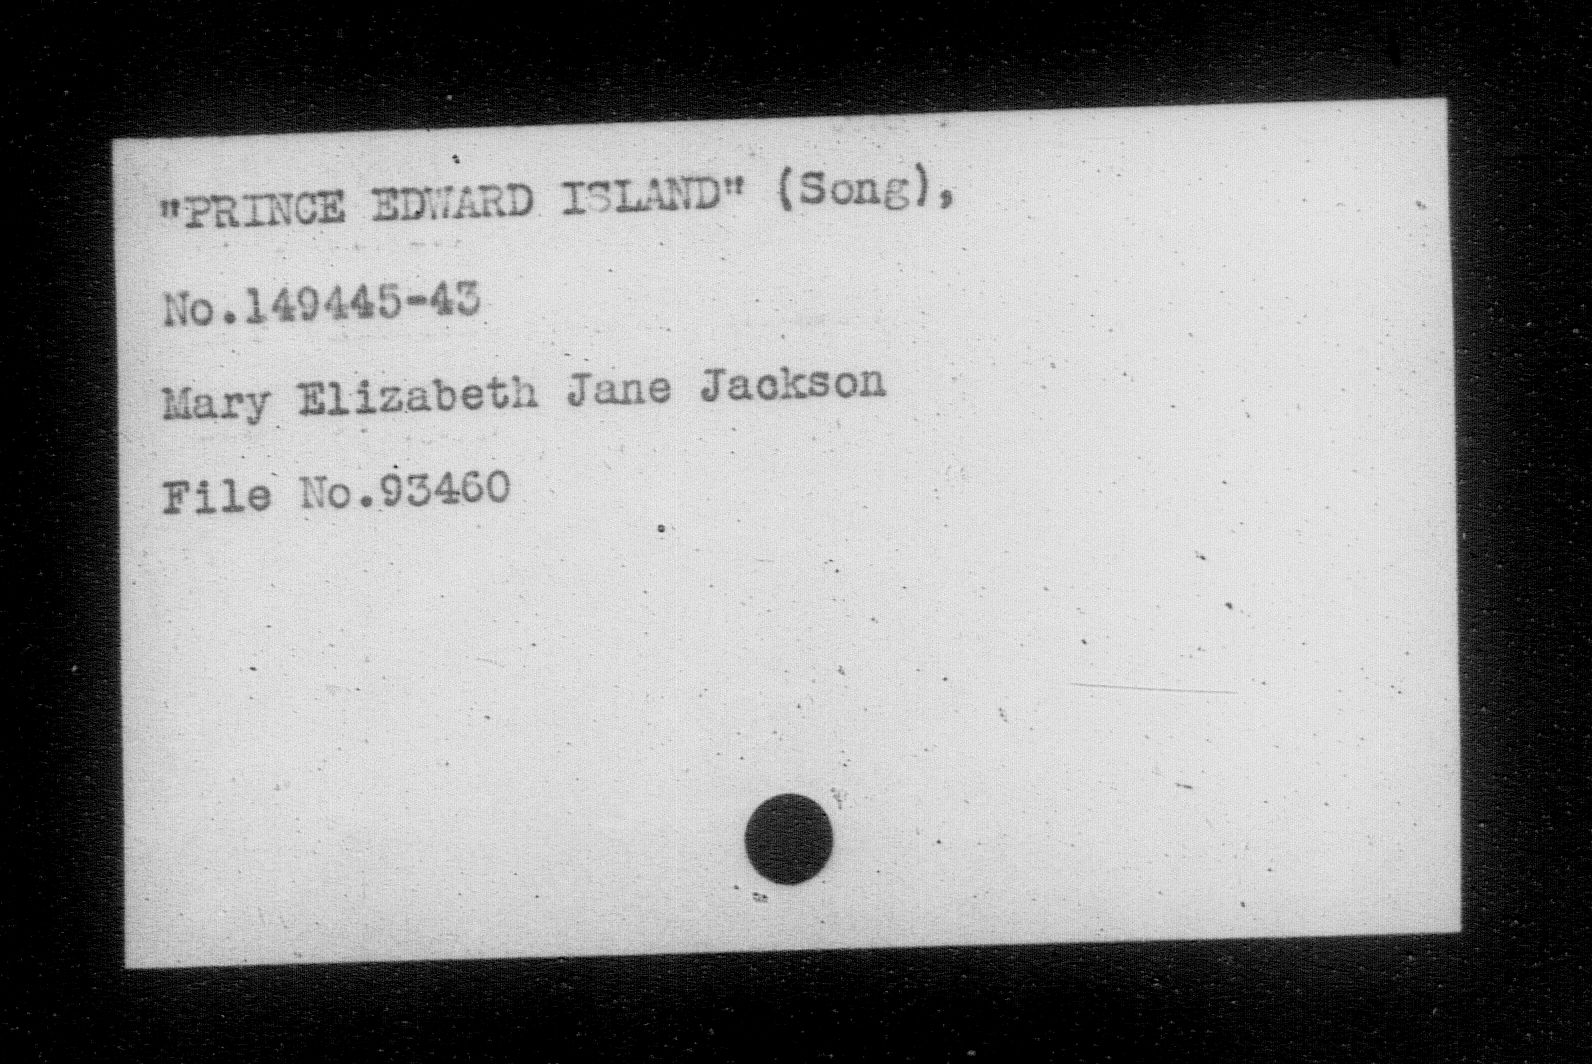 "PRINCE EDWARD ISLAND" (Song),
No.149445-43
Mary Elizabeth Jane Jackson
File No.93460